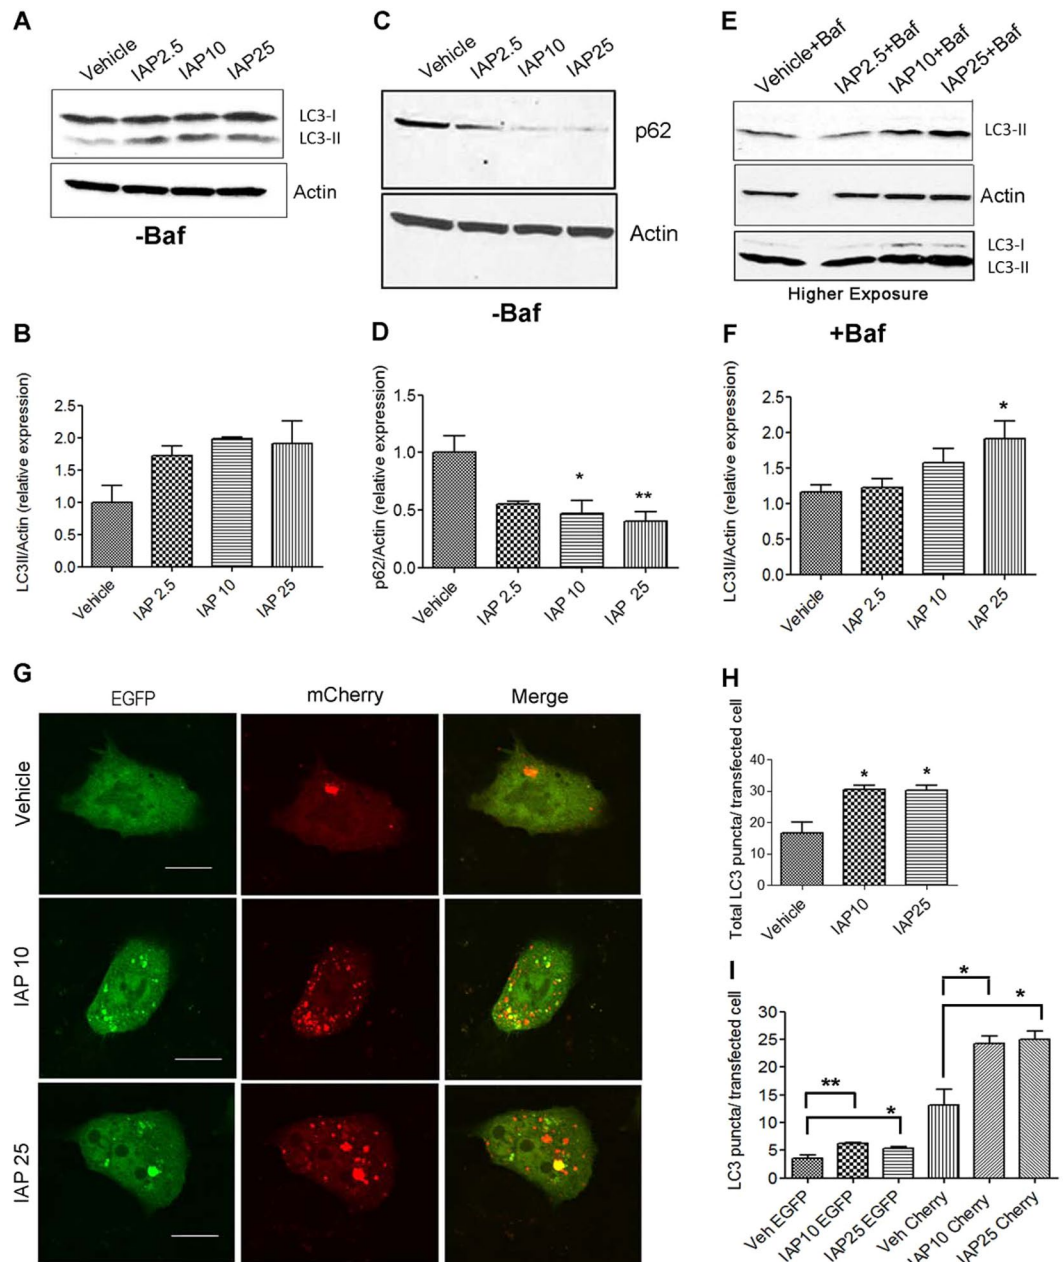 A
Vehicle IAP2.5 IAP10 IAP25
LC3-I
LC3-II
Actin
-Baf
C
Vehicle IAP2.5 IAP10 IAP25
p62
Actin
-Baf
E
Vehicle+Baf IAP2.5+Baf IAP10+Baf IAP25+Baf
LC3-II
Actin
LC3-I
LC3-II
Higher Exposure
+Baf
B
LC3II/Actin (relative expression)
2.5
2.0
1.5
1.0
0.5
0.0
Vehicle IAP 2.5 IAP 10 IAP 25
D
p62/Actin (relative expression)
1.5
1.0
0.5
0.0
* **
Vehicle IAP 2.5 IAP 10 IAP 25
F
LC3II/Actin (relative expression)
2.5
2.0
1.5
1.0
0.5
0.0
*
Vehicle IAP 2.5 IAP 10 IAP 25
G
EGFP mCherry Merge
Vehicle
IAP 10
IAP 25
H
Total LC3 puncta/ transfected cell
40
30
20
10
0
* *
Vehicle IAP10 IAP25
I
LC3 puncta/ transfected cell
30
25
20
15
10
5
0
** * * *
Veh EGFP IAP10 EGFP IAP25 EGFP Veh Cherry IAP10 Cherry IAP25 Cherry